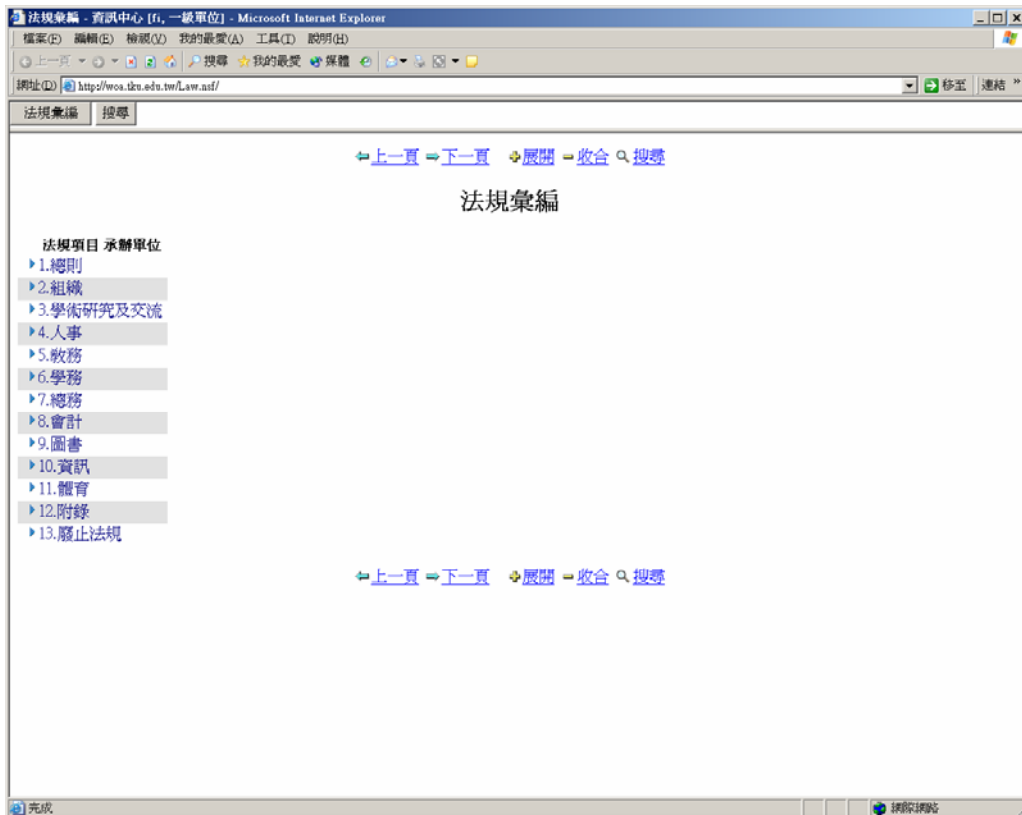 法規彙編 - 資訊中心 [fi, 一級單位] - Microsoft Internet Explorer
檔案(F) 編輯(E) 檢視(V) 我的最愛(A) 工具(T) 說明(H)
上一頁 搜尋 我的最愛 媒體
網址(D) http://woa.tku.edu.tw/Law.nsf/ 移至 連結 »
法規彙編 搜尋
上一頁 下一頁 展開 收合 搜尋
法規彙編
法規項目 承辦單位
1.總則
2.組織
3.學術研究及交流
4.人事
5.教務
6.學務
7.總務
8.會計
9.圖書
10.資訊
11.體育
12.附錄
13.廢止法規
上一頁 下一頁 展開 收合 搜尋
完成 網際網路